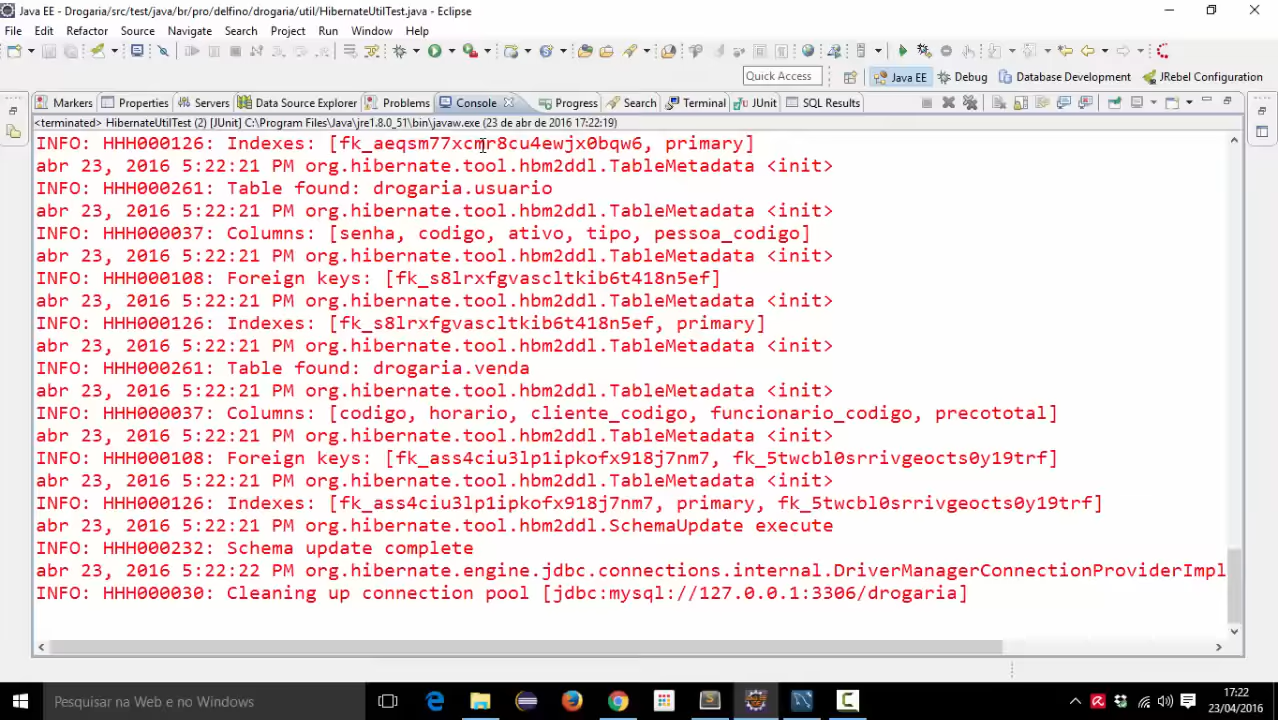 Java EE - Drogaria/src/test/java/br/pro/delfino/drogaria/util/HibernateUtilTest.java - Eclipse
File Edit Refactor Source Navigate Search Project Run Window Help
Quick Access Java EE Debug Database Development JRebel Configuration
Markers Properties Servers Data Source Explorer Problems Console Progress Search Terminal JUnit SQL Results
<terminated> HibernateUtilTest (2) [JUnit] C:\Program Files\Java\jre1.8.0_51\bin\javaw.exe (23 de abr de 2016 17:22:19)
INFO: HHH000126: Indexes: [fk_aeqsm77xcmr8cu4ewjx0bqw6, primary]
abr 23, 2016 5:22:21 PM org.hibernate.tool.hbm2ddl.TableMetadata <init>
INFO: HHH000261: Table found: drogaria.usuario
abr 23, 2016 5:22:21 PM org.hibernate.tool.hbm2ddl.TableMetadata <init>
INFO: HHH000037: Columns: [senha, codigo, ativo, tipo, pessoa_codigo]
abr 23, 2016 5:22:21 PM org.hibernate.tool.hbm2ddl.TableMetadata <init>
INFO: HHH000108: Foreign keys: [fk_s8lrxfgvascltkib6t418n5ef]
abr 23, 2016 5:22:21 PM org.hibernate.tool.hbm2ddl.TableMetadata <init>
INFO: HHH000126: Indexes: [fk_s8lrxfgvascltkib6t418n5ef, primary]
abr 23, 2016 5:22:21 PM org.hibernate.tool.hbm2ddl.TableMetadata <init>
INFO: HHH000261: Table found: drogaria.venda
abr 23, 2016 5:22:21 PM org.hibernate.tool.hbm2ddl.TableMetadata <init>
INFO: HHH000037: Columns: [codigo, horario, cliente_codigo, funcionario_codigo, precototal]
abr 23, 2016 5:22:21 PM org.hibernate.tool.hbm2ddl.TableMetadata <init>
INFO: HHH000108: Foreign keys: [fk_ass4ciu3lp1ipkofx918j7nm7, fk_5twcbl0srrivgeocts0y19trf]
abr 23, 2016 5:22:21 PM org.hibernate.tool.hbm2ddl.TableMetadata <init>
INFO: HHH000126: Indexes: [fk_ass4ciu3lp1ipkofx918j7nm7, primary, fk_5twcbl0srrivgeocts0y19trf]
abr 23, 2016 5:22:21 PM org.hibernate.tool.hbm2ddl.SchemaUpdate execute
INFO: HHH000232: Schema update complete
abr 23, 2016 5:22:22 PM org.hibernate.engine.jdbc.connections.internal.DriverManagerConnectionProviderImpl
INFO: HHH000030: Cleaning up connection pool [jdbc:mysql://127.0.0.1:3306/drogaria]
Pesquisar na Web e no Windows
17:22
23/04/2016